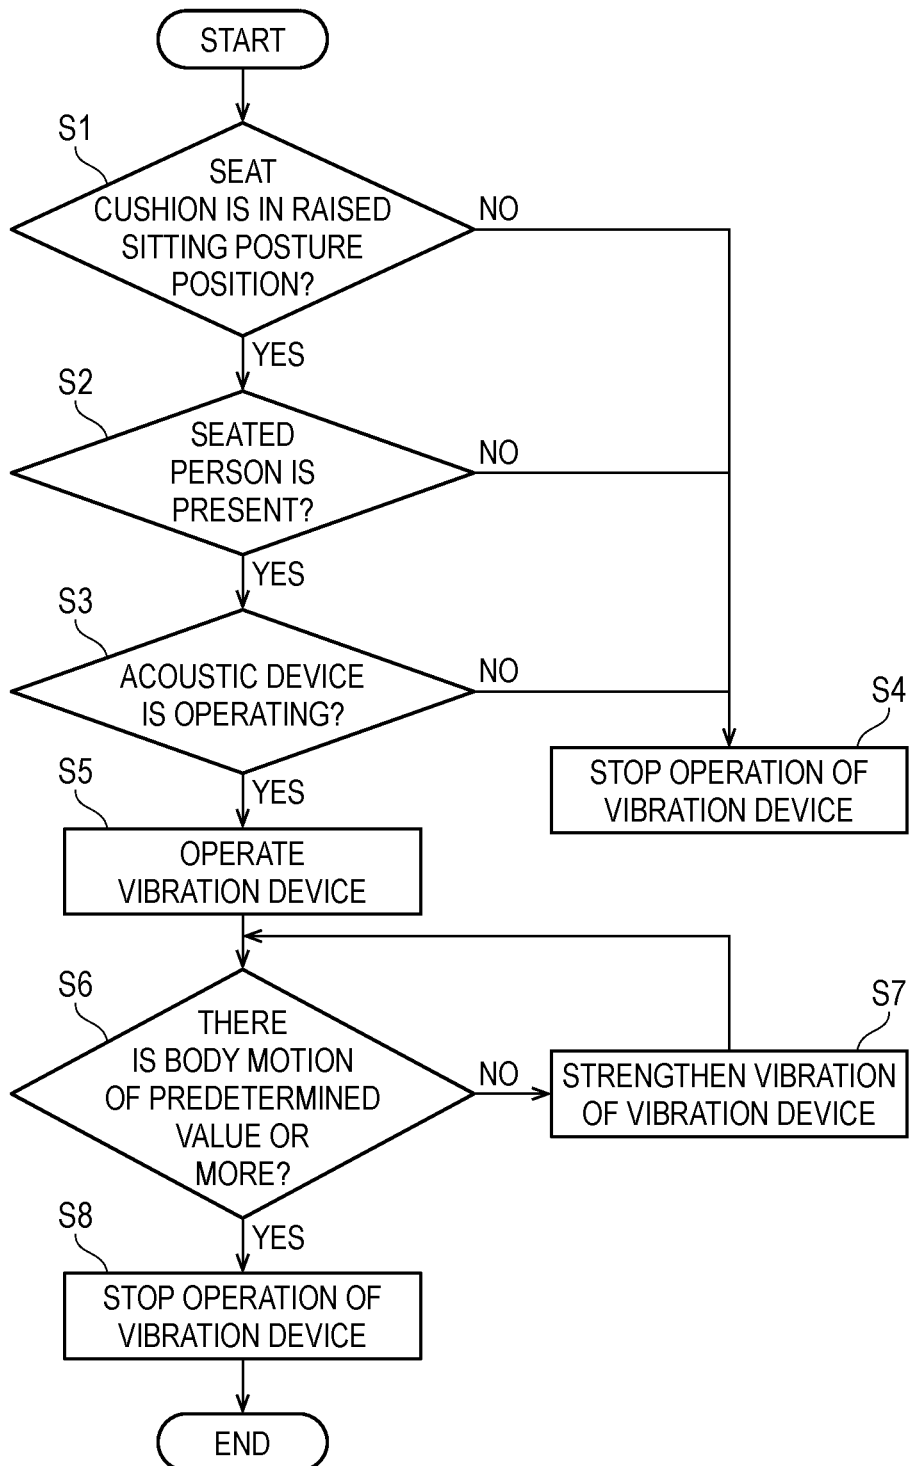 START
S1
SEAT
CUSHION IS IN RAISED
SITTING POSTURE
POSITION?
NO
YES
S2
SEATED
PERSON IS
PRESENT?
NO
YES
S3
ACOUSTIC DEVICE
IS OPERATING?
NO
YES
S4
STOP OPERATION OF
VIBRATION DEVICE
S5
OPERATE
VIBRATION DEVICE
S6
THERE
IS BODY MOTION
OF PREDETERMINED
VALUE OR
MORE?
NO
YES
S7
STRENGTHEN VIBRATION
OF VIBRATION DEVICE
S8
STOP OPERATION OF
VIBRATION DEVICE
END